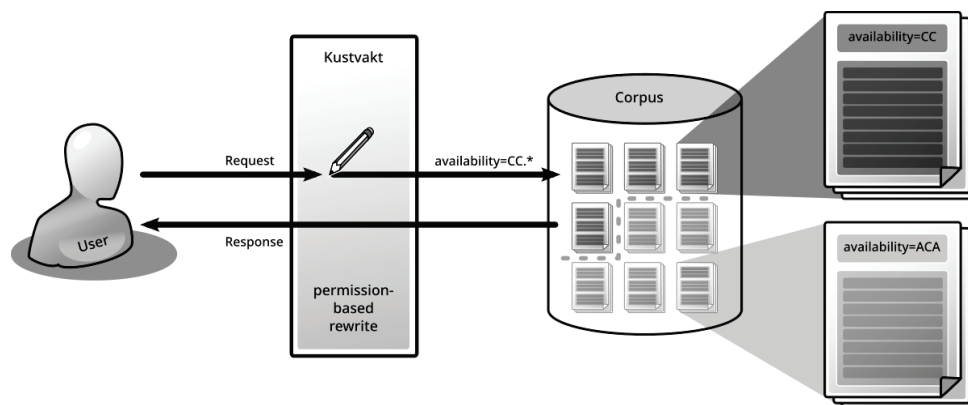 Kustvakt
Request
availability=CC.*
Response
User
permission-
based
rewrite
Corpus
availability=CC
availability=ACA